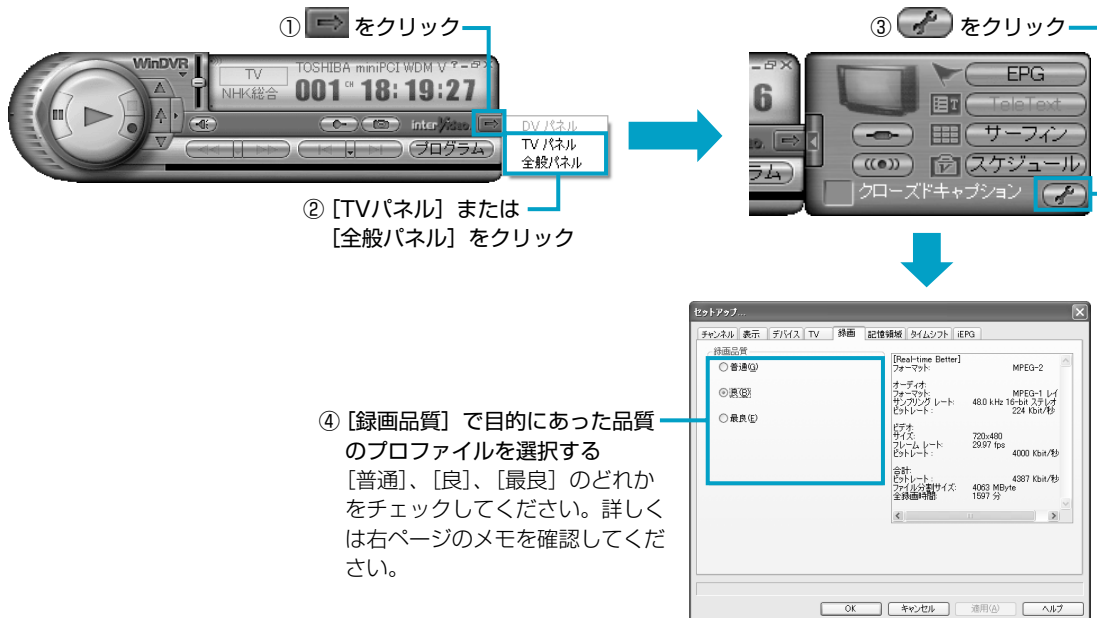 ① をクリック
WinDVR
TV
NHK総合
TOSHIBA miniPCI WDM V
001 CH 18:19:27
interVideo
プログラム
DV パネル
TV パネル
全般パネル
② [TVパネル] または
[全般パネル] をクリック
③ をクリック
6
EPG
TeleText
サーフィン
スケジュール
クローズドキャプション
ラム
セットアップ...
チャンネル 表示 デバイス TV 録画 記憶領域 タイムシフト iEPG
録画品質
普通(G)
良(B)
最良(E)
[Real-time Better]
フォーマット: MPEG-2
オーディオ:
フォーマット: MPEG-1 レイ
サンプリング レート: 48.0 kHz 16-bit ステレオ
ビットレート: 224 Kbit/秒
ビデオ:
サイズ: 720x480
フレーム レート: 29.97 fps
ビットレート: 4000 Kbit/秒
合計:
ビットレート: 4387 Kbit/秒
ファイル分割サイズ: 4063 MByte
全録画時間: 1597 分
OK キャンセル 適用(A) ヘルプ
④ [録画品質] で目的にあった品質
のプロファイルを選択する
[普通]、[良]、[最良] のどれか
をチェックしてください。詳しく
は右ページのメモを確認してくだ
さい。